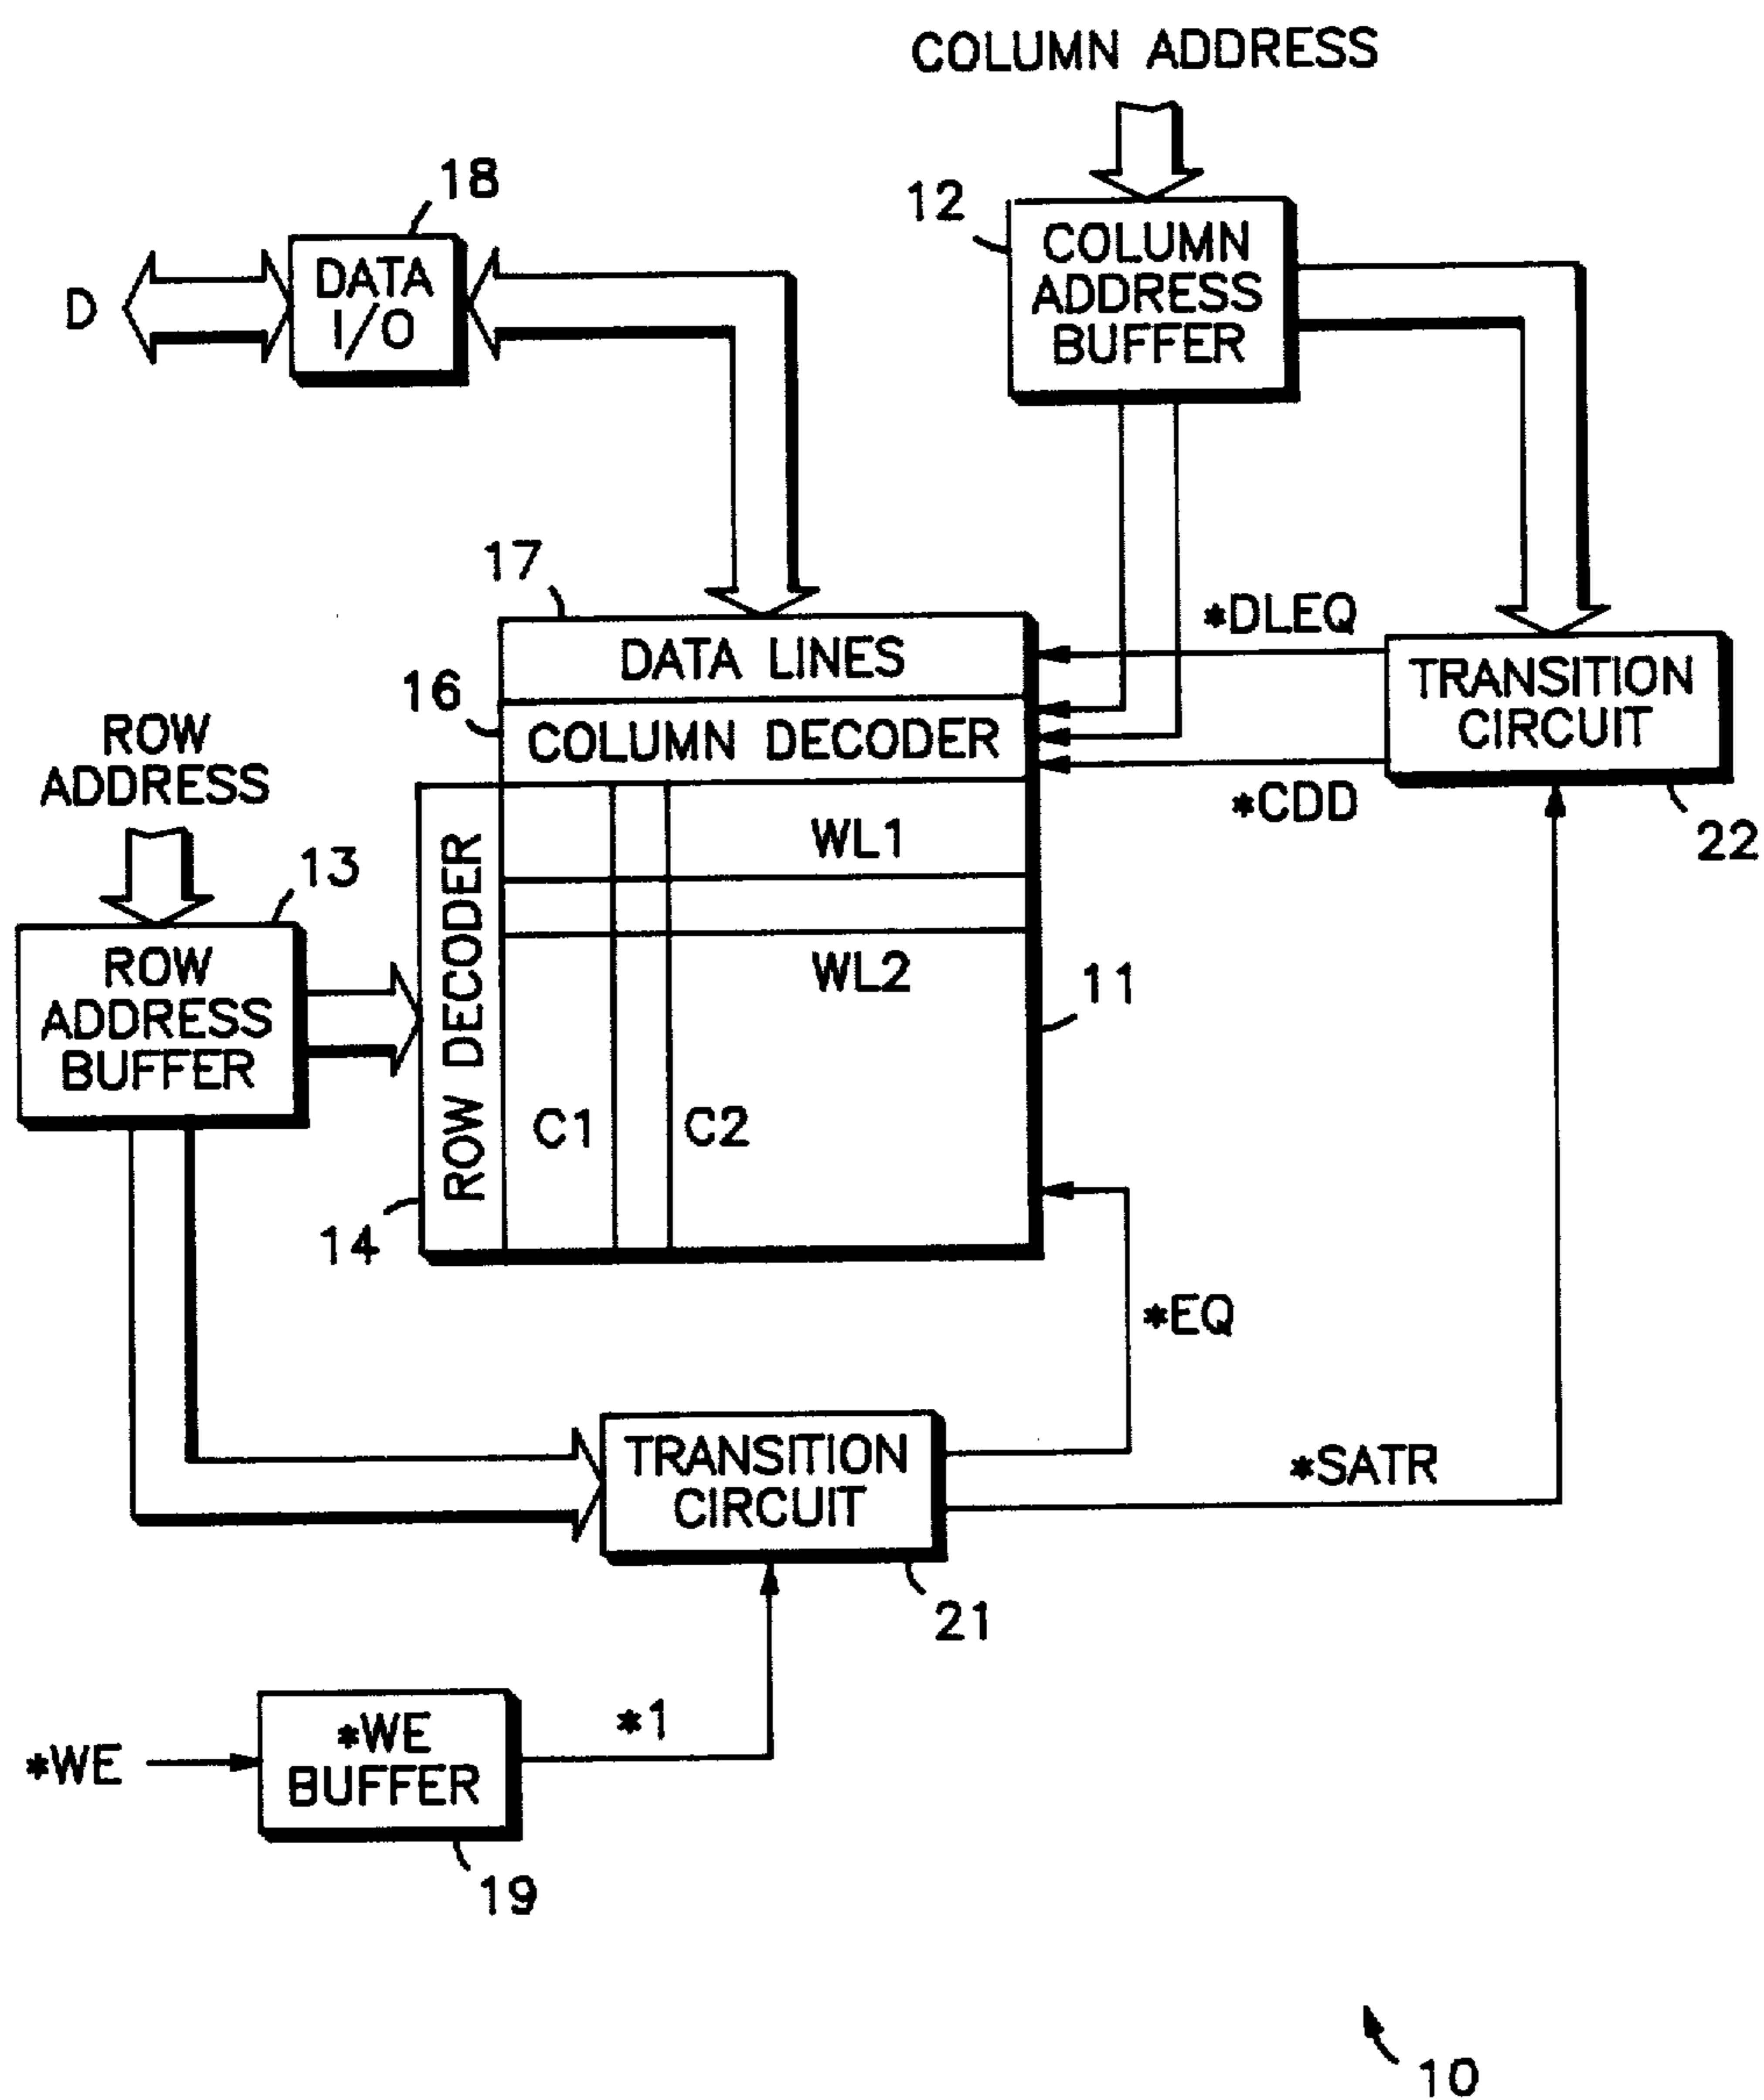 COLUMN ADDRESS
18
12
COLUMN
ADDRESS
BUFFER
D
DATA
I/O
17
*DLEQ
DATA LINES
TRANSITION
CIRCUIT
16
COLUMN DECODER
ROW
ADDRESS
*CDD
22
WL1
13
ROW DECODER
ROW
ADDRESS
BUFFER
WL2
11
C1
C2
14
*EQ
TRANSITION
CIRCUIT
*SATR
21
*WE
*WE
BUFFER
*1
19
10